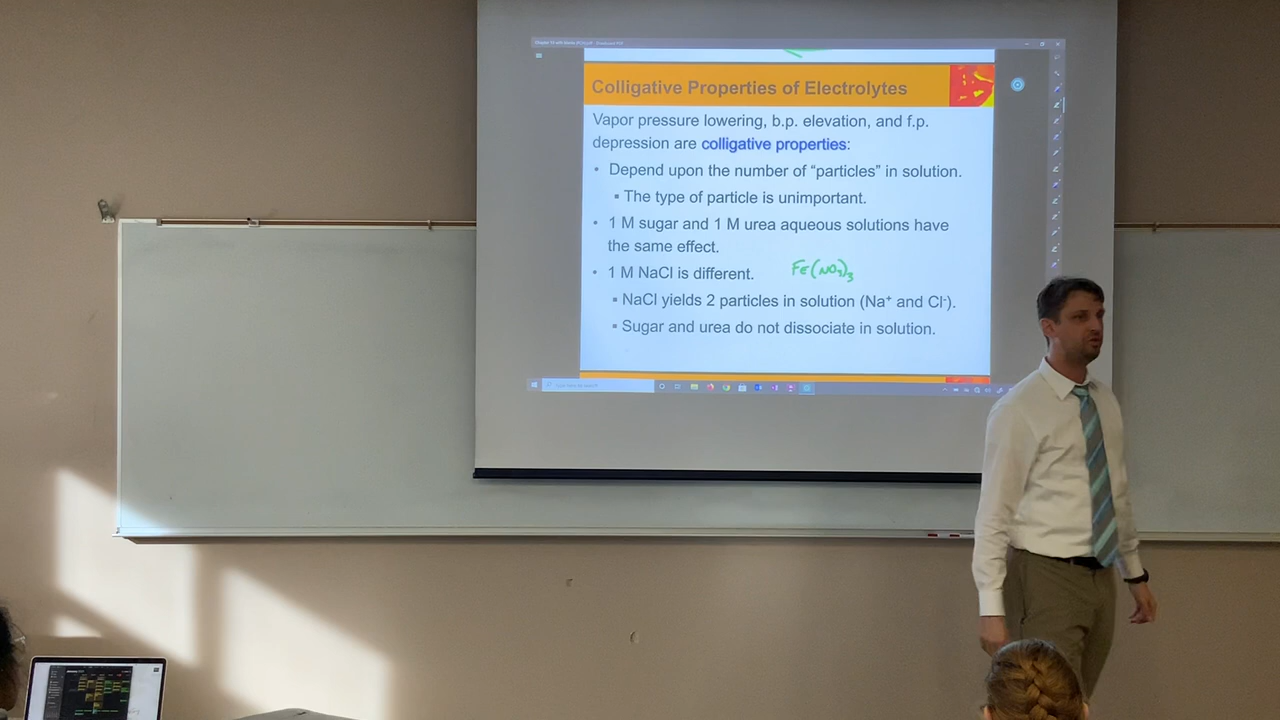 Colligative Properties of Electrolytes
Vapor pressure lowering, b.p. elevation, and f.p.
depression are colligative properties:
• Depend upon the number of “particles” in solution.
▪ The type of particle is unimportant.
• 1 M sugar and 1 M urea aqueous solutions have
the same effect.
• 1 M NaCl is different.
Fe(NO₃)₃
▪ NaCl yields 2 particles in solution (Na⁺ and Cl⁻).
▪ Sugar and urea do not dissociate in solution.